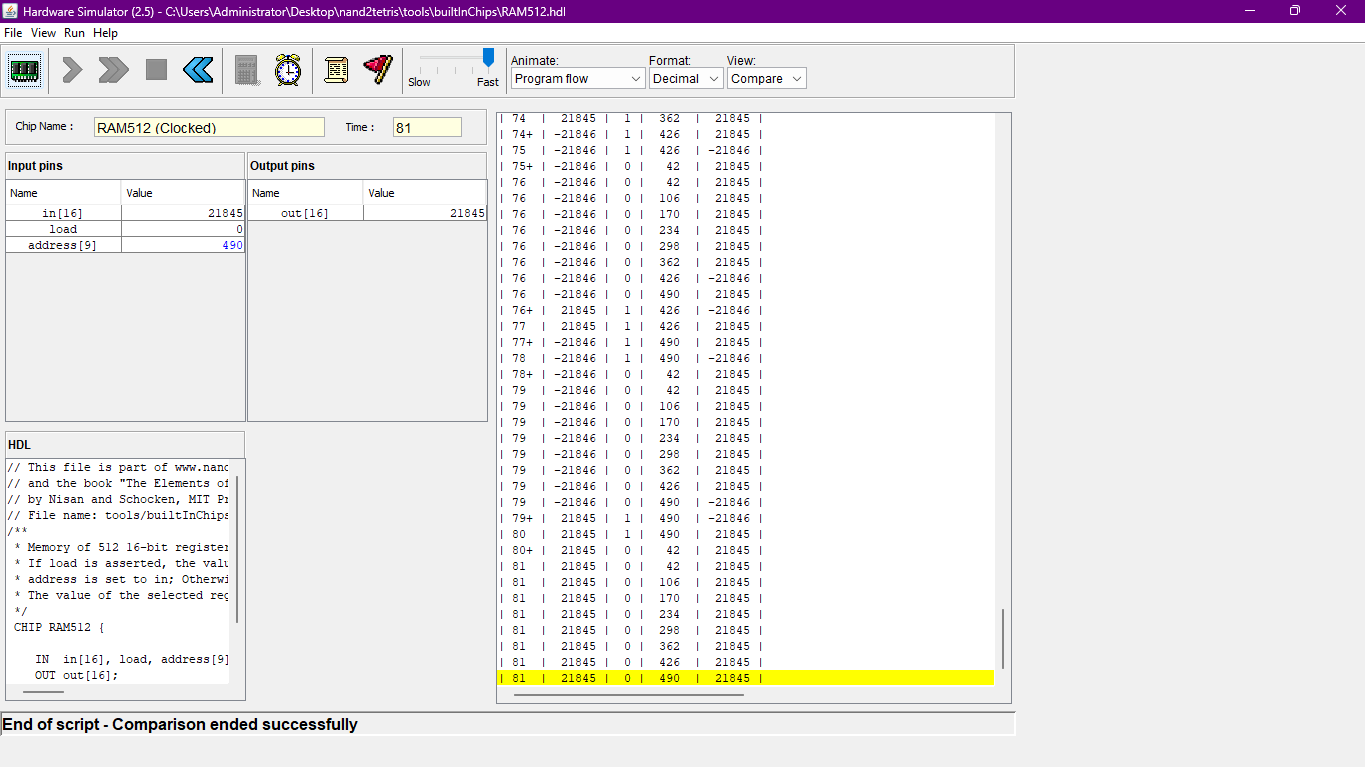 Hardware Simulator (2.5) - C:\Users\Administrator\Desktop\nand2tetris\tools\builtInChips\RAM512.hdl
File View Run Help
Slow Fast
Animate: Format: View:
Program flow Decimal Compare
Chip Name : RAM512 (Clocked) Time : 81
Input pins
Name Value
in[16] 21845
load 0
address[9] 490
Output pins
Name Value
out[16] 21845
HDL
// This file is part of www.nand
// and the book "The Elements of
// by Nisan and Schocken, MIT Pr
// File name: tools/builtInChips
/**
* Memory of 512 16-bit register
* If load is asserted, the valu
* address is set to in; Otherwi
* The value of the selected reg
*/
CHIP RAM512 {
IN in[16], load, address[9]
OUT out[16];
| 74 | 21845 | 1 | 362 | 21845 |
| 74+ | -21846 | 1 | 426 | 21845 |
| 75 | -21846 | 1 | 426 | -21846 |
| 75+ | -21846 | 0 | 42 | 21845 |
| 76 | -21846 | 0 | 42 | 21845 |
| 76 | -21846 | 0 | 106 | 21845 |
| 76 | -21846 | 0 | 170 | 21845 |
| 76 | -21846 | 0 | 234 | 21845 |
| 76 | -21846 | 0 | 298 | 21845 |
| 76 | -21846 | 0 | 362 | 21845 |
| 76 | -21846 | 0 | 426 | -21846 |
| 76 | -21846 | 0 | 490 | 21845 |
| 76+ | 21845 | 1 | 426 | -21846 |
| 77 | 21845 | 1 | 426 | 21845 |
| 77+ | -21846 | 1 | 490 | 21845 |
| 78 | -21846 | 1 | 490 | -21846 |
| 78+ | -21846 | 0 | 42 | 21845 |
| 79 | -21846 | 0 | 42 | 21845 |
| 79 | -21846 | 0 | 106 | 21845 |
| 79 | -21846 | 0 | 170 | 21845 |
| 79 | -21846 | 0 | 234 | 21845 |
| 79 | -21846 | 0 | 298 | 21845 |
| 79 | -21846 | 0 | 362 | 21845 |
| 79 | -21846 | 0 | 426 | 21845 |
| 79 | -21846 | 0 | 490 | -21846 |
| 79+ | 21845 | 1 | 490 | -21846 |
| 80 | 21845 | 1 | 490 | 21845 |
| 80+ | 21845 | 0 | 42 | 21845 |
| 81 | 21845 | 0 | 42 | 21845 |
| 81 | 21845 | 0 | 106 | 21845 |
| 81 | 21845 | 0 | 170 | 21845 |
| 81 | 21845 | 0 | 234 | 21845 |
| 81 | 21845 | 0 | 298 | 21845 |
| 81 | 21845 | 0 | 362 | 21845 |
| 81 | 21845 | 0 | 426 | 21845 |
| 81 | 21845 | 0 | 490 | 21845 |
End of script - Comparison ended successfully